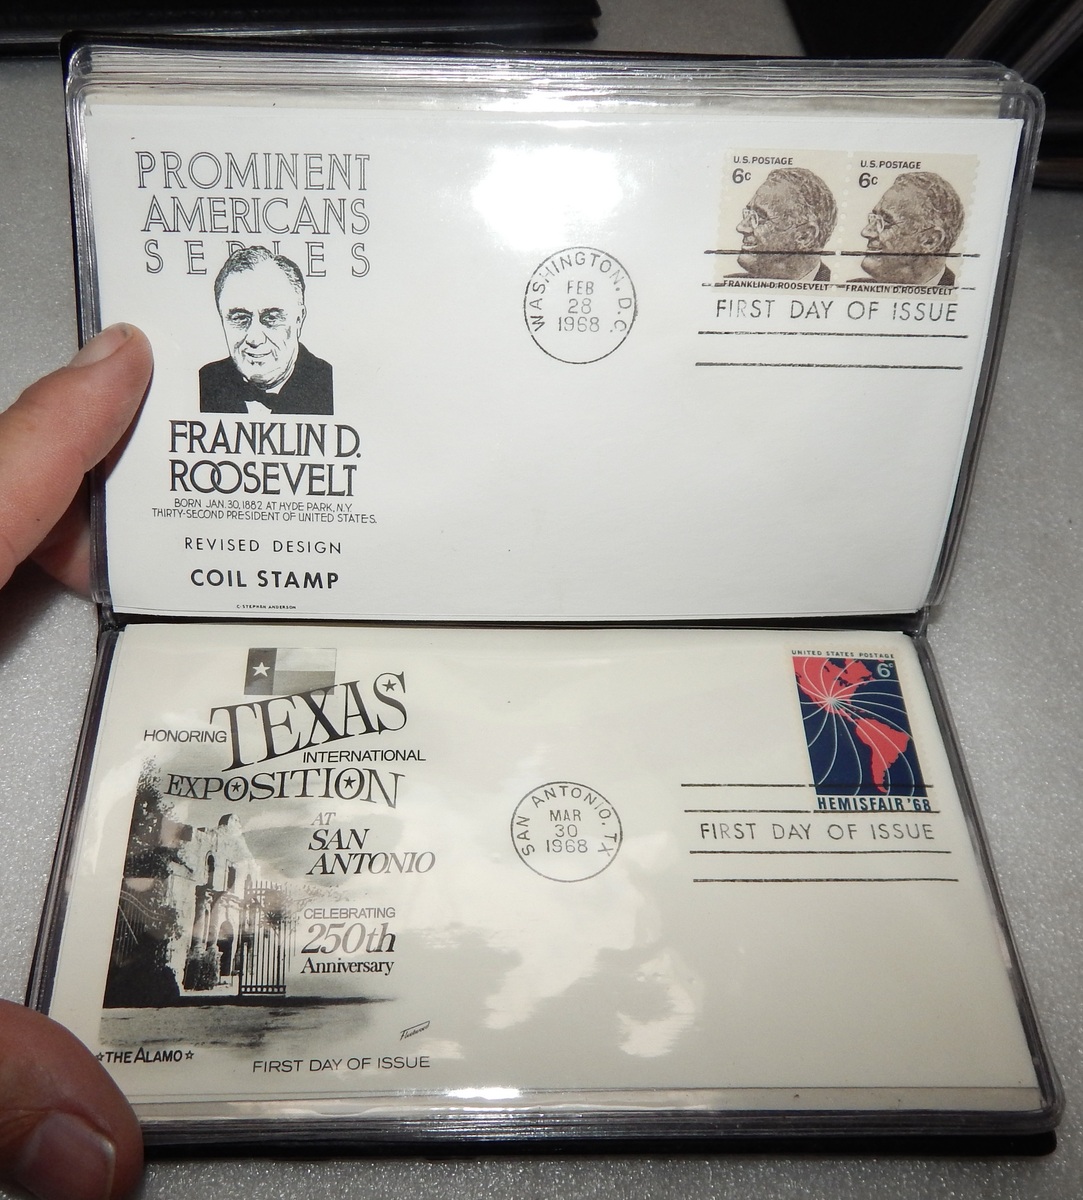 PROMINENT
AMERICANS
SERIES
FRANKLIN D.
ROOSEVELT
BORN JAN. 30, 1882 AT HYDE PARK, N.Y.
THIRTY-SECOND PRESIDENT OF UNITED STATES.
REVISED DESIGN
COIL STAMP
© STEPHEN ANDERSON
WASHINGTON, D.C.
FEB
28
1968
U.S. POSTAGE
6c
FRANKLIN D. ROOSEVELT
U.S. POSTAGE
6c
FRANKLIN D. ROOSEVELT
FIRST DAY OF ISSUE
HONORING TEXAS
INTERNATIONAL
EXPOSITION
AT
SAN
ANTONIO
CELEBRATING
250th
Anniversary
Fleetwood
☆THE ALAMO☆
FIRST DAY OF ISSUE
SAN ANTONIO, TX
MAR
30
1968
UNITED STATES POSTAGE
6c
HEMISFAIR '68
FIRST DAY OF ISSUE